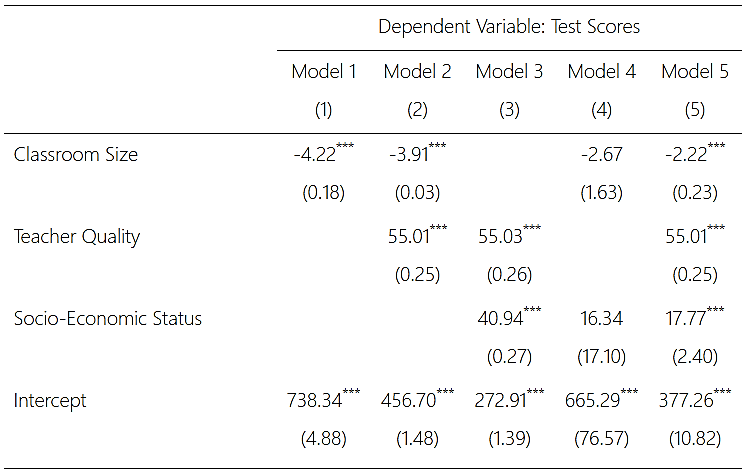 Dependent Variable: Test Scores
Model 1 Model 2 Model 3 Model 4 Model 5
(1) (2) (3) (4) (5)
Classroom Size -4.22*** -3.91*** -2.67 -2.22***
(0.18) (0.03) (1.63) (0.23)
Teacher Quality 55.01*** 55.03*** 55.01***
(0.25) (0.26) (0.25)
Socio-Economic Status 40.94*** 16.34 17.77***
(0.27) (17.10) (2.40)
Intercept 738.34*** 456.70*** 272.91*** 665.29*** 377.26***
(4.88) (1.48) (1.39) (76.57) (10.82)